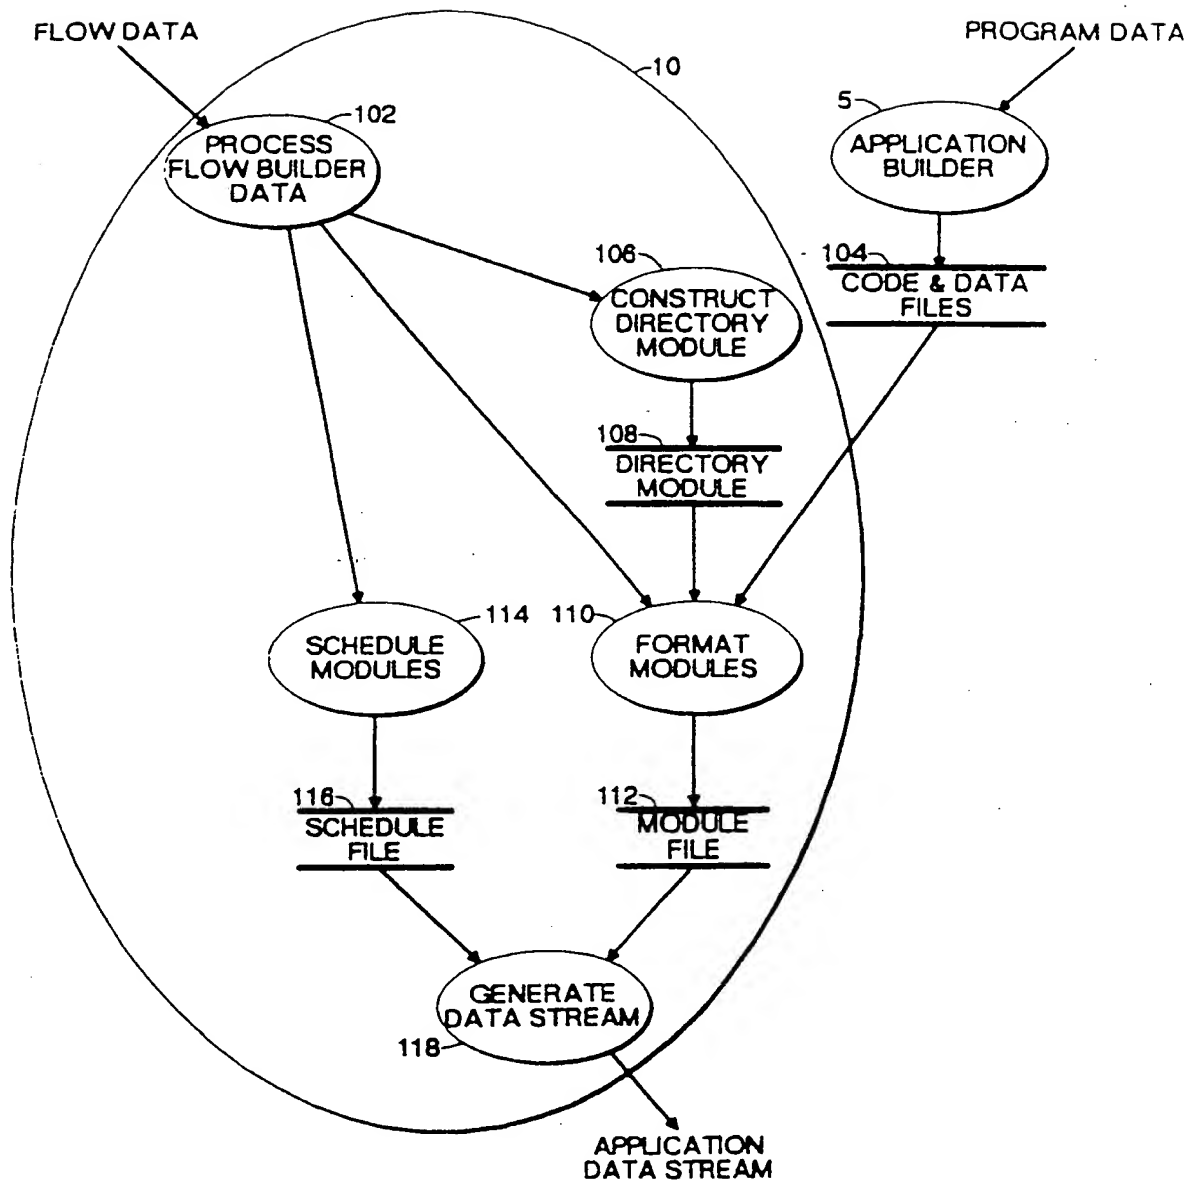 FLOW DATA
PROGRAM DATA
10
5
102
PROCESS
FLOW BUILDER
DATA
APPLICATION
BUILDER
106
104
CONSTRUCT
DIRECTORY
MODULE
CODE & DATA
FILES
108
DIRECTORY
MODULE
114
110
SCHEDULE
MODULES
FORMAT
MODULES
116
112
SCHEDULE
FILE
MODULE
FILE
GENERATE
DATA STREAM
118
APPLICATION
DATA STREAM